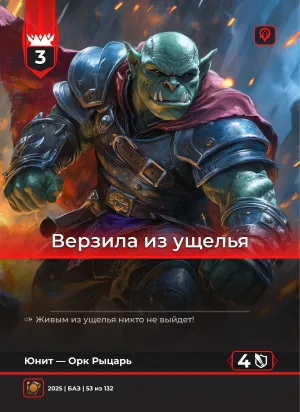 3
Верзила из ущелья
Живым из ущелья никто не выйдет!
Юнит — Орк Рыцарь
4
2025 | БАЗ | 53 из 132